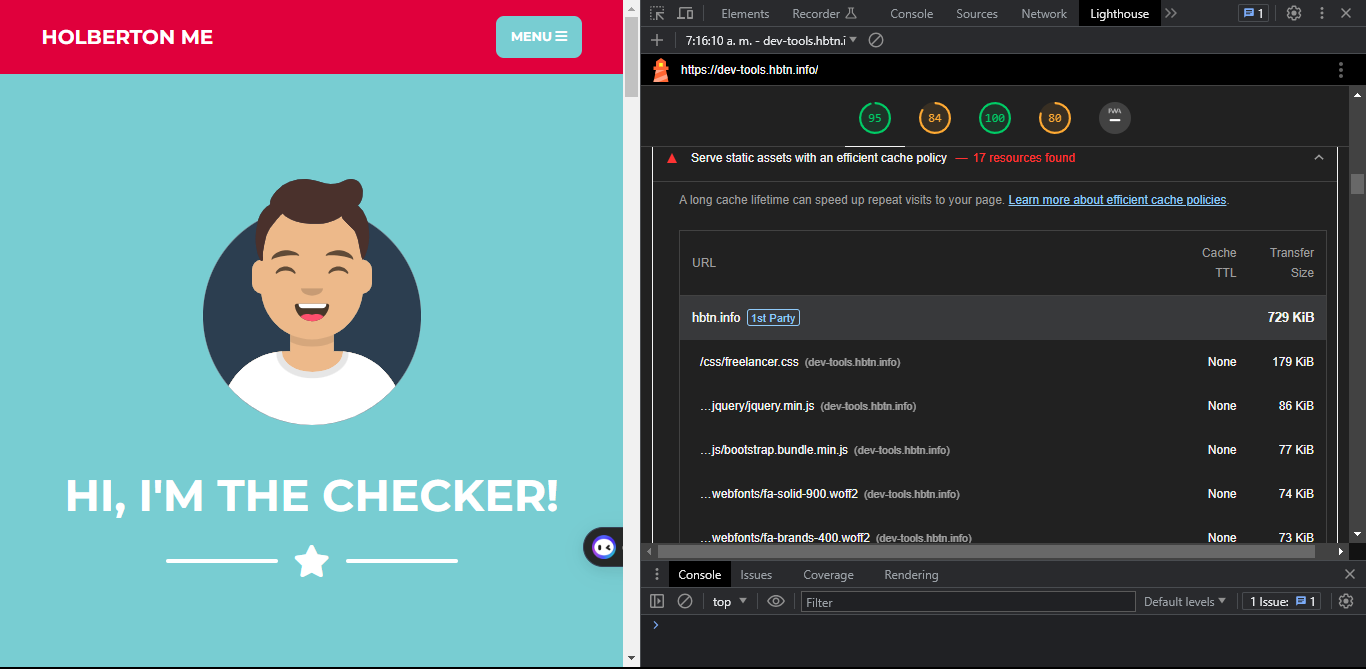 HOLBERTON ME
MENU
HI, I'M THE CHECKER!
Elements Recorder Console Sources Network Lighthouse 1
7:16:10 a. m. - dev-tools.hbtn.i
https://dev-tools.hbtn.info/
95 84 100 80 PWA
Serve static assets with an efficient cache policy — 17 resources found
A long cache lifetime can speed up repeat visits to your page. Learn more about efficient cache policies.
URL Cache TTL Transfer Size
hbtn.info 1st Party 729 KiB
/css/freelancer.css (dev-tools.hbtn.info) None 179 KiB
…jquery/jquery.min.js (dev-tools.hbtn.info) None 86 KiB
…js/bootstrap.bundle.min.js (dev-tools.hbtn.info) None 77 KiB
…webfonts/fa-solid-900.woff2 (dev-tools.hbtn.info) None 74 KiB
…webfonts/fa-brands-400.woff2 (dev-tools.hbtn.info) None 73 KiB
Console Issues Coverage Rendering
top Filter Default levels 1 Issue: 1